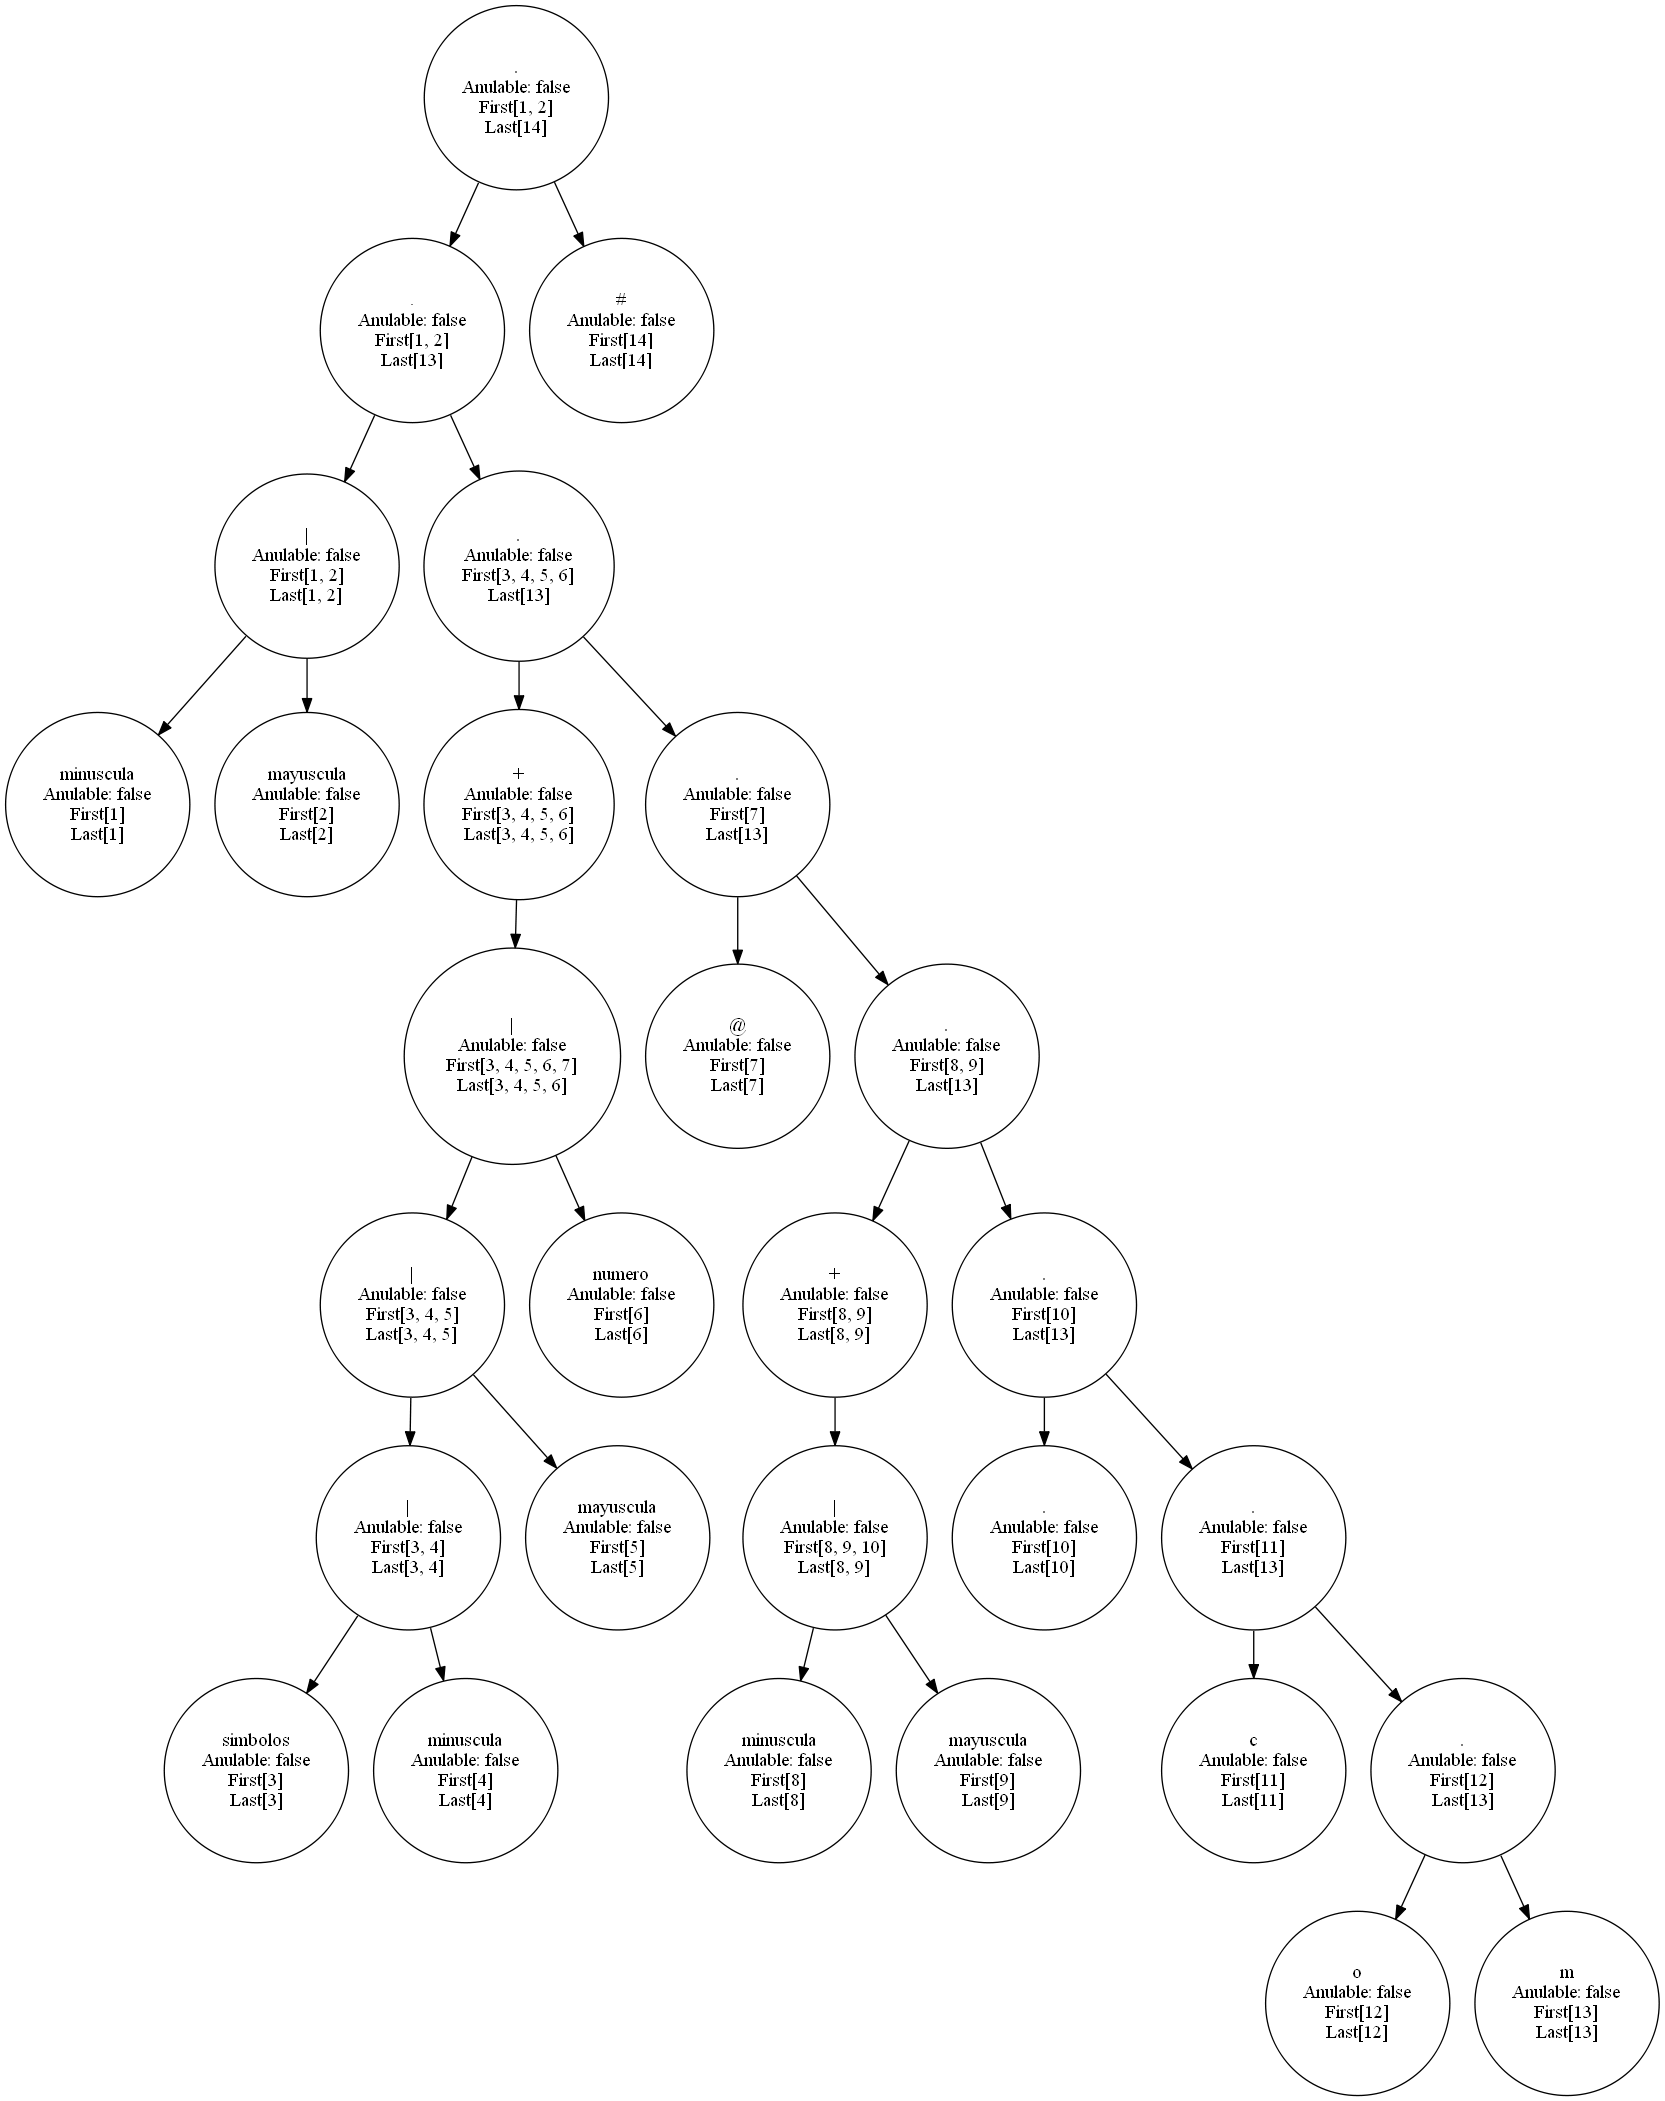 .
Anulable: false
First[1, 2]
Last[14]
.
Anulable: false
First[1, 2]
Last[13]
#
Anulable: false
First[14]
Last[14]
|
Anulable: false
First[1, 2]
Last[1, 2]
.
Anulable: false
First[3, 4, 5, 6]
Last[13]
minuscula
Anulable: false
First[1]
Last[1]
mayuscula
Anulable: false
First[2]
Last[2]
+
Anulable: false
First[3, 4, 5, 6]
Last[3, 4, 5, 6]
.
Anulable: false
First[7]
Last[13]
|
Anulable: false
First[3, 4, 5, 6, 7]
Last[3, 4, 5, 6]
@
Anulable: false
First[7]
Last[7]
.
Anulable: false
First[8, 9]
Last[13]
|
Anulable: false
First[3, 4, 5]
Last[3, 4, 5]
numero
Anulable: false
First[6]
Last[6]
+
Anulable: false
First[8, 9]
Last[8, 9]
.
Anulable: false
First[10]
Last[13]
|
Anulable: false
First[3, 4]
Last[3, 4]
mayuscula
Anulable: false
First[5]
Last[5]
|
Anulable: false
First[8, 9, 10]
Last[8, 9]
.
Anulable: false
First[10]
Last[10]
.
Anulable: false
First[11]
Last[13]
simbolos
Anulable: false
First[3]
Last[3]
minuscula
Anulable: false
First[4]
Last[4]
minuscula
Anulable: false
First[8]
Last[8]
mayuscula
Anulable: false
First[9]
Last[9]
c
Anulable: false
First[11]
Last[11]
.
Anulable: false
First[12]
Last[13]
o
Anulable: false
First[12]
Last[12]
m
Anulable: false
First[13]
Last[13]